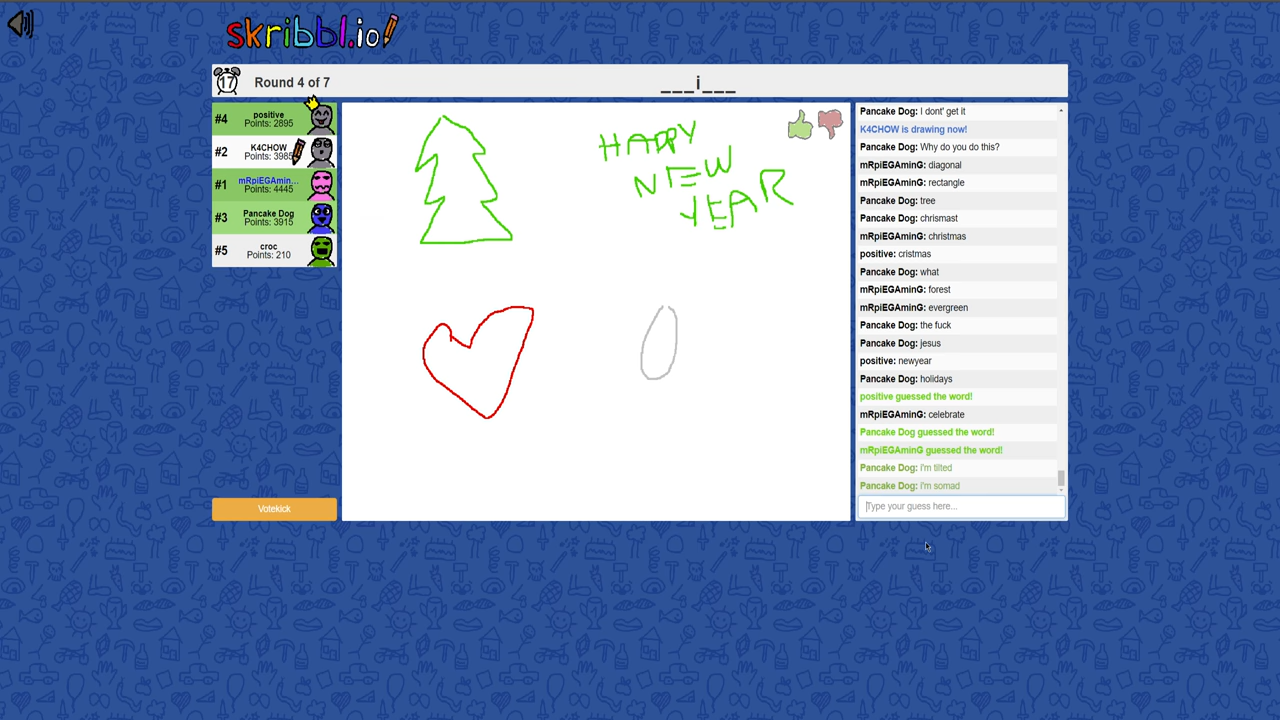 skribbl.io
17
Round 4 of 7
___i___
#4
positive
Points: 2895
#2
K4CHOW
Points: 3985
#1
mRpiEGAmin...
Points: 4445
#3
Pancake Dog
Points: 3915
#5
croc
Points: 210
Votekick
HAPPY
NEW
YEAR
Pancake Dog: I dont' get it
K4CHOW is drawing now!
Pancake Dog: Why do you do this?
mRpiEGAminG: diagonal
mRpiEGAminG: rectangle
Pancake Dog: tree
Pancake Dog: chrismast
mRpiEGAminG: christmas
positive: cristmas
Pancake Dog: what
mRpiEGAminG: forest
mRpiEGAminG: evergreen
Pancake Dog: the fuck
Pancake Dog: jesus
positive: newyear
Pancake Dog: holidays
positive guessed the word!
mRpiEGAminG: celebrate
Pancake Dog guessed the word!
mRpiEGAminG guessed the word!
Pancake Dog: i'm tilted
Pancake Dog: i'm somad
Type your guess here...